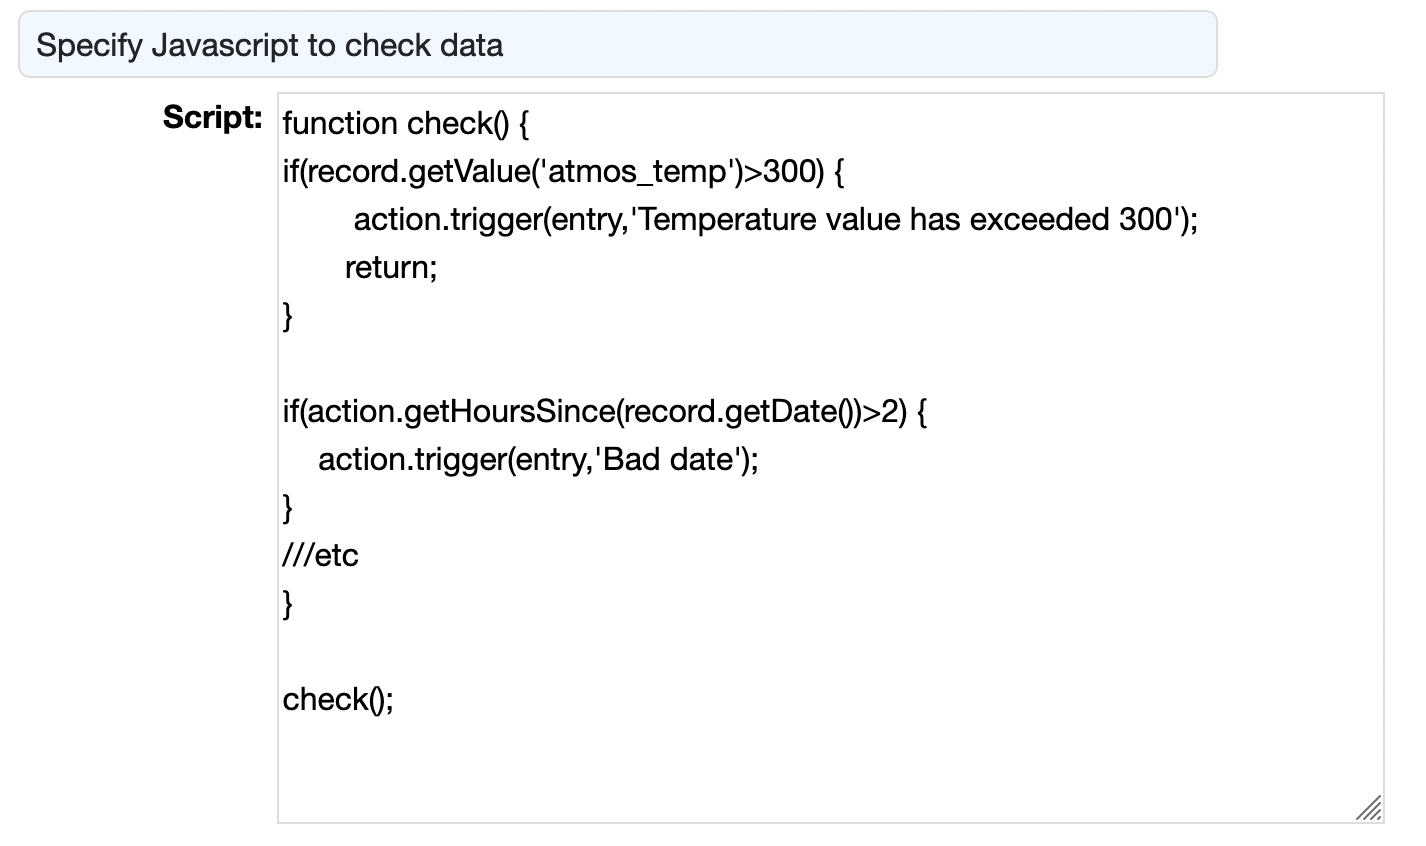 Specify Javascript to check data
Script:
function check() {
if(record.getValue('atmos_temp')>300) {
        action.trigger(entry,'Temperature value has exceeded 300');
       return;
}

if(action.getHoursSince(record.getDate())>2) {
    action.trigger(entry,'Bad date');
}
///etc
}

check();